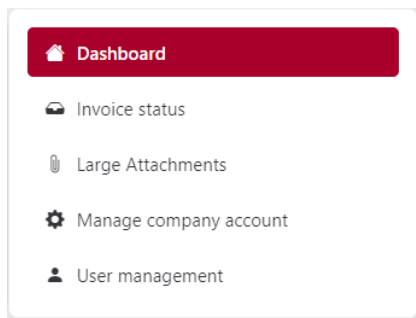 Dashboard
Invoice status
Large Attachments
Manage company account
User management